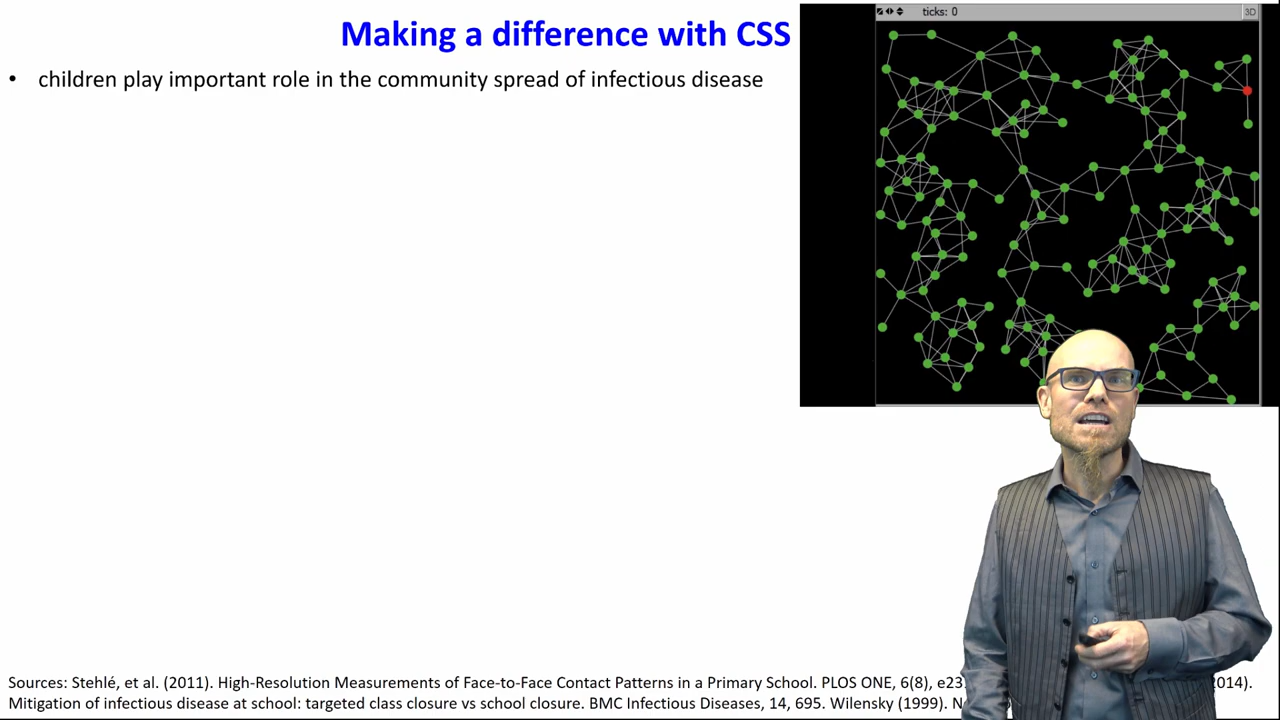 Making a difference with CSS
ticks: 0
3D
• children play important role in the community spread of infectious disease
Sources: Stehlé, et al. (2011). High-Resolution Measurements of Face-to-Face Contact Patterns in a Primary School. PLOS ONE, 6(8), 2014).
Mitigation of infectious disease at school: targeted class closure vs school closure. BMC Infectious Diseases, 14, 695. Wilensky (1999).